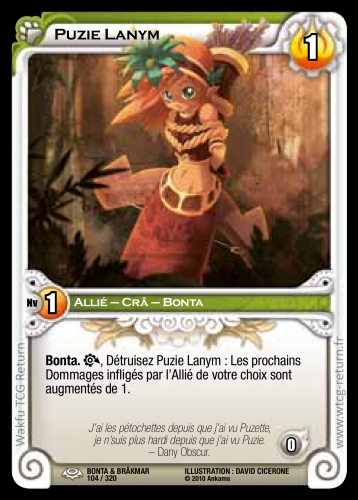 Puzie Lanym
1
Nv 1 Allié – Crâ – Bonta
Bonta. , Détruisez Puzie Lanym : Les prochains
Dommages infligés par l'Allié de votre choix sont
augmentés de 1.
J'ai les pétochettes depuis que j'ai vu Puzette,
je n'suis plus hardi depuis que j'ai vu Puzie.
– Dany Obscur.
0
BONTA & BRÂKMAR
104 / 320
ILLUSTRATION : DAVID CICERONE
© 2010 Ankama
Wakfu TCG Return
www.wtcg-return.fr